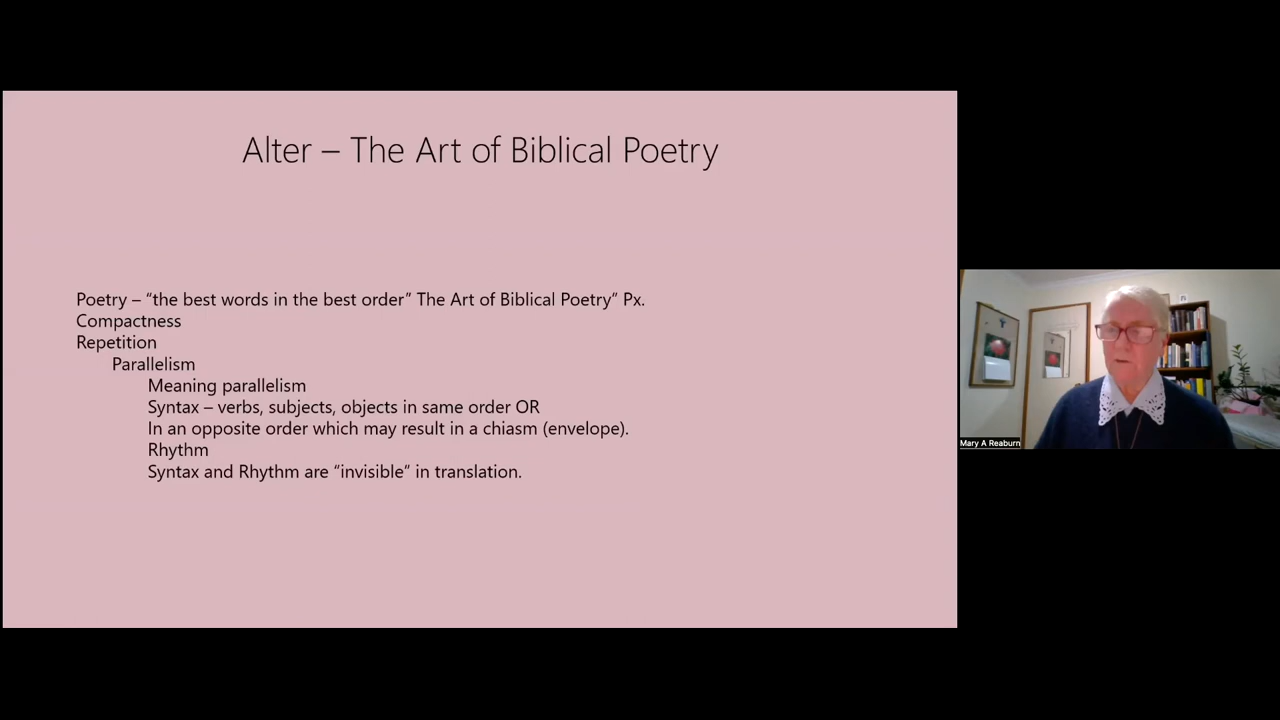 Alter – The Art of Biblical Poetry
Poetry – “the best words in the best order” The Art of Biblical Poetry” Px.
Compactness
Repetition
Parallelism
Meaning parallelism
Syntax – verbs, subjects, objects in same order OR
In an opposite order which may result in a chiasm (envelope).
Rhythm
Syntax and Rhythm are “invisible” in translation.
Mary A Reaburn